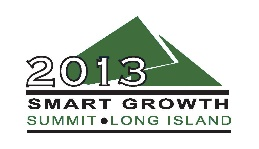 2013
SMART GROWTH
SUMMIT • LONG ISLAND